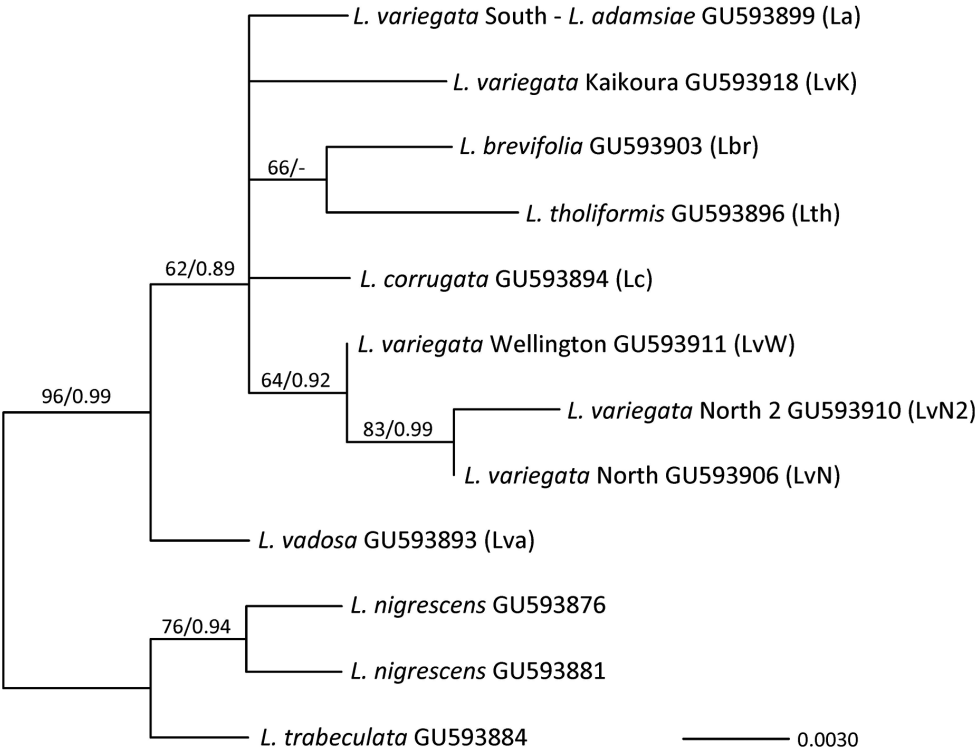 L. variegata South - L. adamsiae GU593899 (La)
L. variegata Kaikoura GU593918 (LvK)
L. brevifolia GU593903 (Lbr)
66/-
L. tholiformis GU593896 (Lth)
62/0.89
L. corrugata GU593894 (Lc)
L. variegata Wellington GU593911 (LvW)
64/0.92
96/0.99
L. variegata North 2 GU593910 (LvN2)
83/0.99
L. variegata North GU593906 (LvN)
L. vadosa GU593893 (Lva)
L. nigrescens GU593876
76/0.94
L. nigrescens GU593881
L. trabeculata GU593884
0.0030